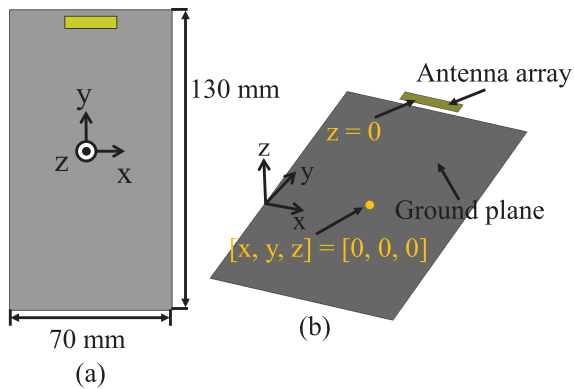 y
z
x
130 mm
70 mm
(a)
Antenna array
z = 0
z
y
x
Ground plane
[x, y, z] = [0, 0, 0]
(b)